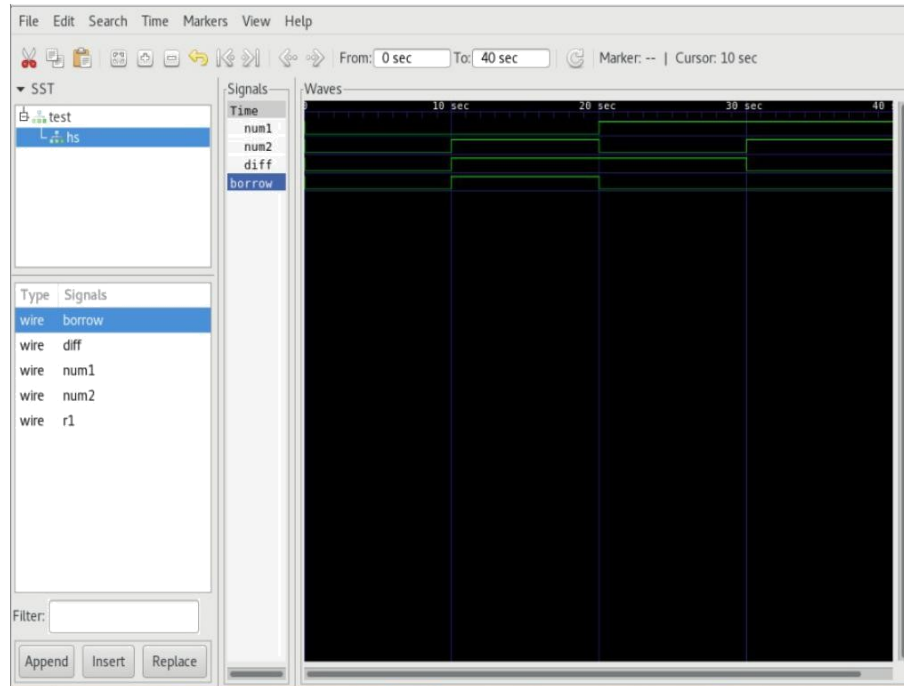 File Edit Search Time Markers View Help
From: 0 sec To: 40 sec Marker: -- | Cursor: 10 sec
SST
test
hs
Type Signals
wire borrow
wire diff
wire num1
wire num2
wire r1
Filter:
Append Insert Replace
Signals
Time
num1
num2
diff
borrow
Waves
0 10 sec 20 sec 30 sec 40